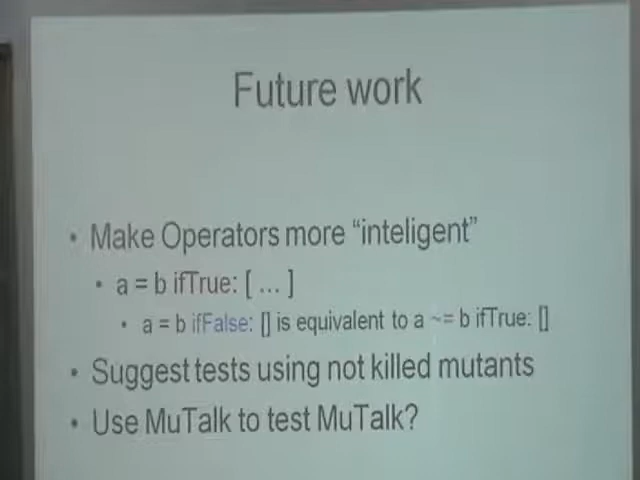 Future work
• Make Operators more “inteligent”
• a = b ifTrue: [ … ]
• a = b ifFalse: [] is equivalent to a ~= b ifTrue: []
• Suggest tests using not killed mutants
• Use MuTalk to test MuTalk?